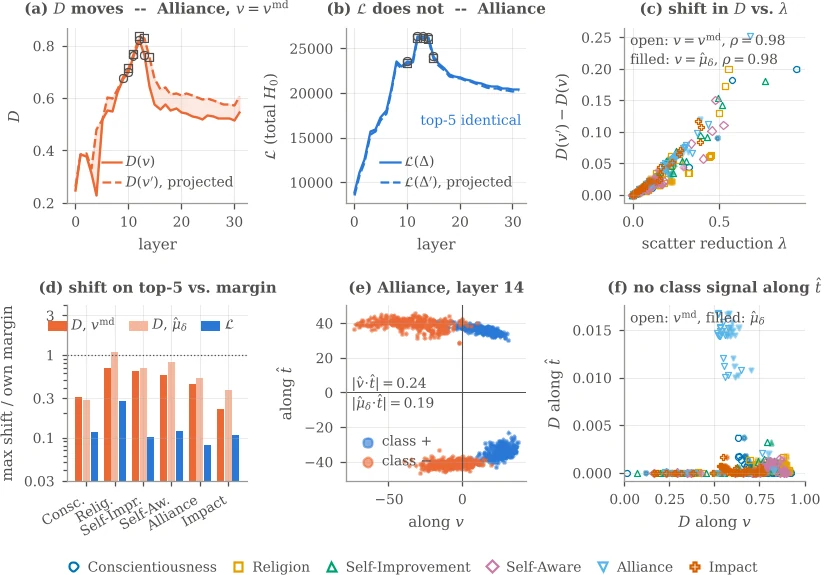 (a) D moves -- Alliance, v = v^md
0.8
0.6
0.4
0.2
D
D(v)
D(v′), projected
0 10 20 30
layer
(b) ℒ does not -- Alliance
25000
20000
15000
10000
ℒ (total H₀)
top-5 identical
ℒ(Δ)
ℒ(Δ′), projected
0 10 20 30
layer
(c) shift in D vs. λ
0.25
0.20
0.15
0.10
0.05
0.00
D(v′) − D(v)
open: v = v^md, ρ = 0.98
filled: v = μ̂_δ, ρ = 0.98
0.0 0.5
scatter reduction λ
(d) shift on top-5 vs. margin
3
1
0.3
0.1
0.03
max shift / own margin
D, v^md D, μ̂_δ ℒ
Consc. Relig. Self-Impr. Self-Aw. Alliance Impact
(e) Alliance, layer 14
40
20
0
−20
−40
along t̂
|v̂·t̂| = 0.24
|μ̂_δ·t̂| = 0.19
class +
class −
−50 0
along v
(f) no class signal along t̂
0.015
0.010
0.005
0.000
D along t̂
open: v^md, filled: μ̂_δ
0.00 0.25 0.50 0.75 1.00
D along v
Conscientiousness Religion Self-Improvement Self-Aware Alliance Impact